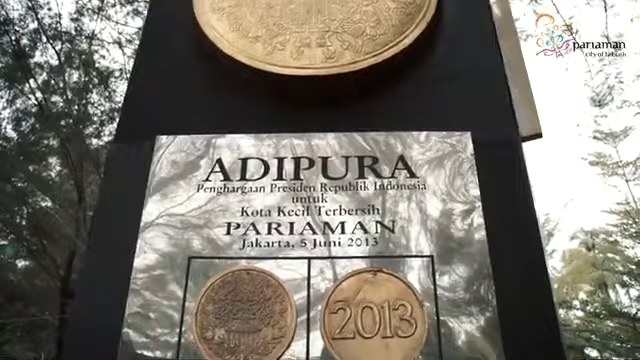 pariaman
ADIPURA
Penghargaan Presiden Republik Indonesia
untuk
Kota Kecil Terbersih
PARIAMAN
Jakarta, 5 Juni 2013
2013